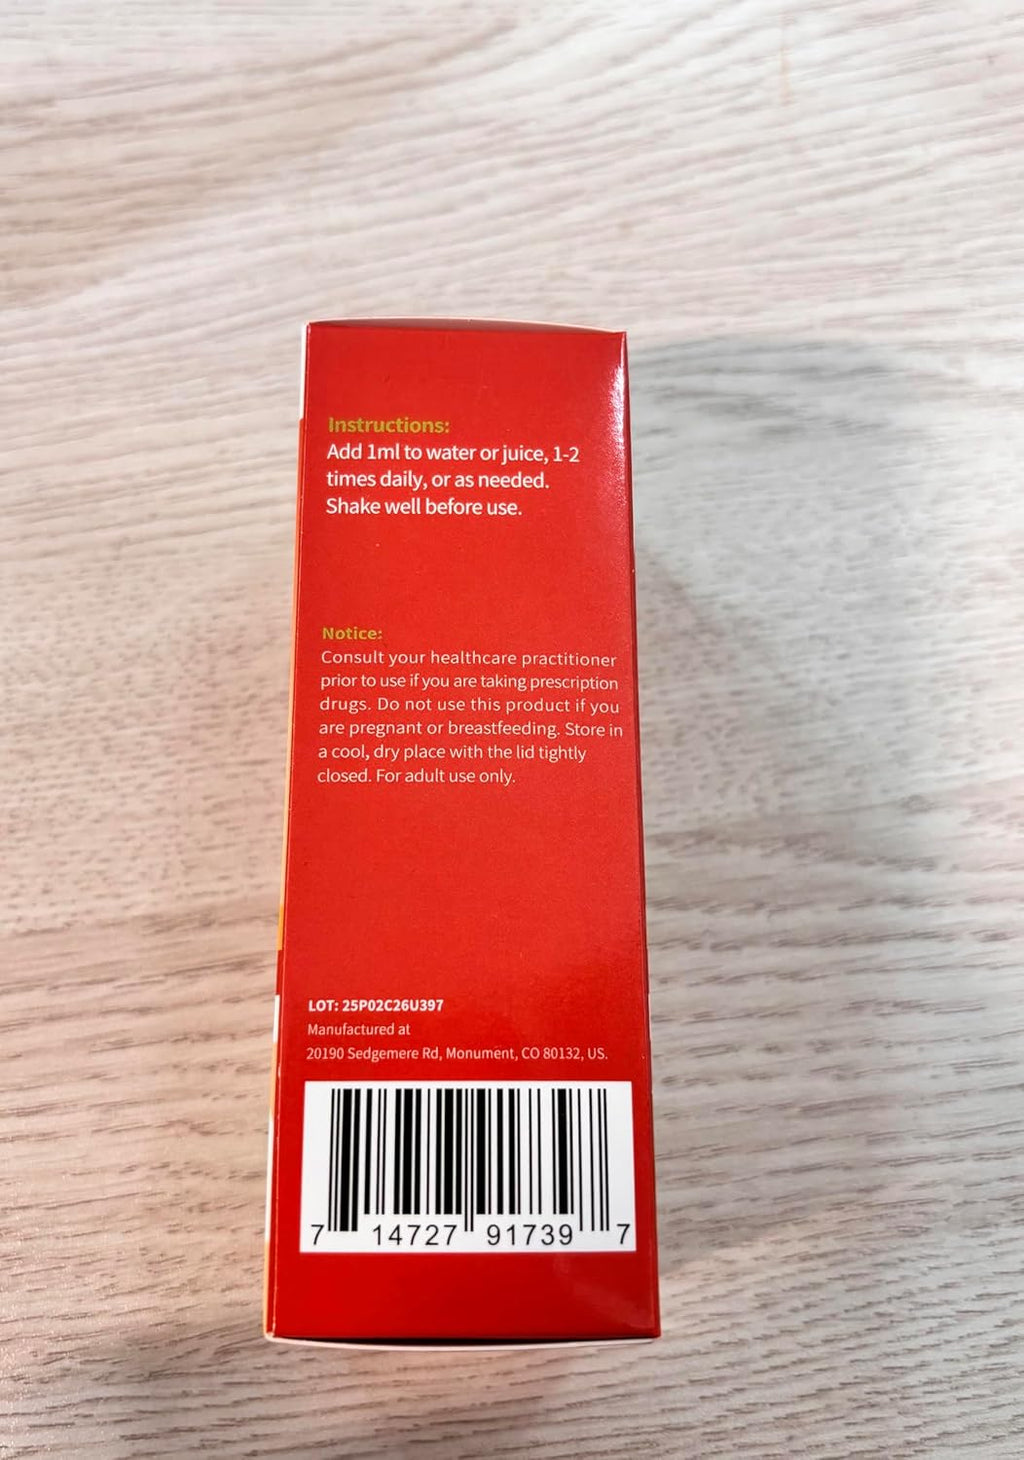 Instructions:
Add 1ml to water or juice, 1-2
times daily, or as needed.
Shake well before use.
Notice:
Consult your healthcare practitioner
prior to use if you are taking prescription
drugs. Do not use this product if you
are pregnant or breastfeeding. Store in
a cool, dry place with the lid tightly
closed. For adult use only.
LOT: 25P02C26U397
Manufactured at
20190 Sedgemere Rd, Monument, CO 80132, US.
7 14727 91739 7